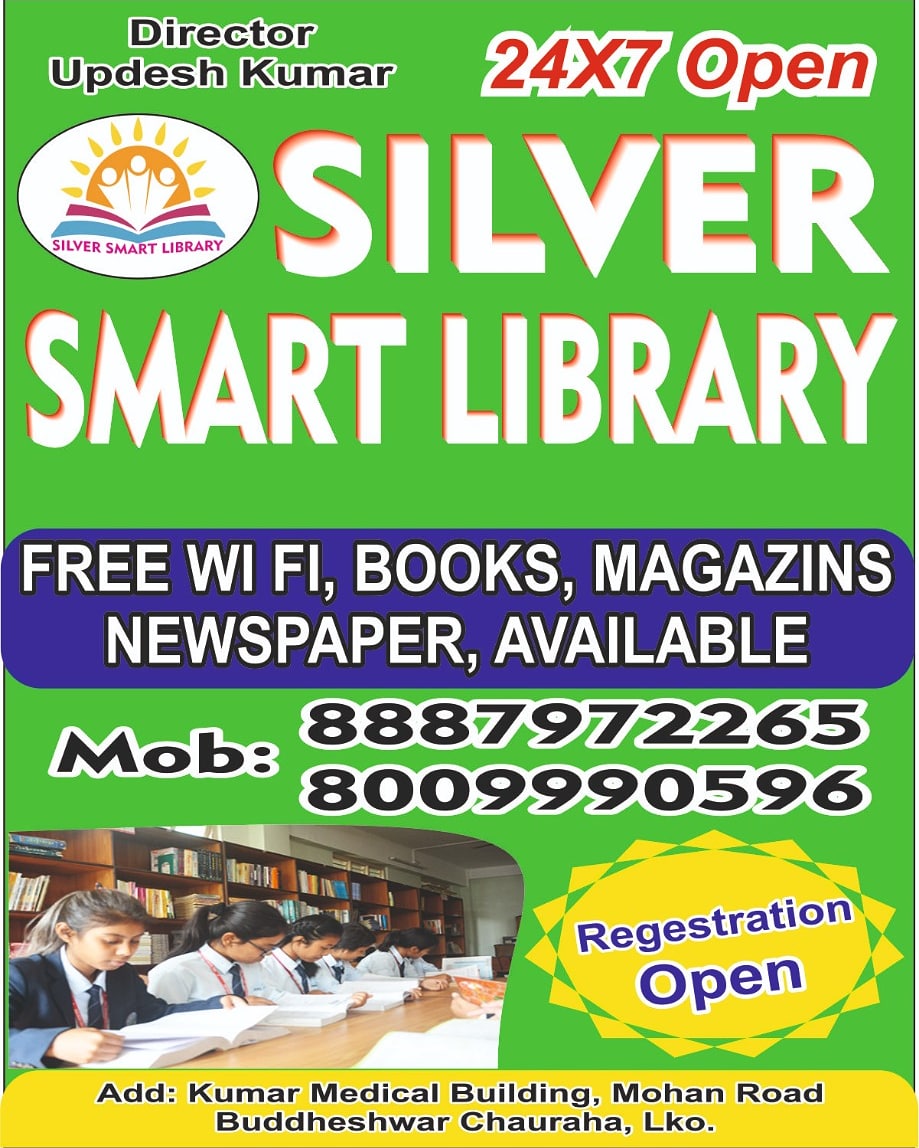 Director
Updesh Kumar
24X7 Open
SILVER SMART LIBRARY
SILVER
SMART LIBRARY
FREE WI FI, BOOKS, MAGAZINS
NEWSPAPER, AVAILABLE
Mob:
8887972265
8009990596
Regestration
Open
Add: Kumar Medical Building, Mohan Road
Buddheshwar Chauraha, Lko.